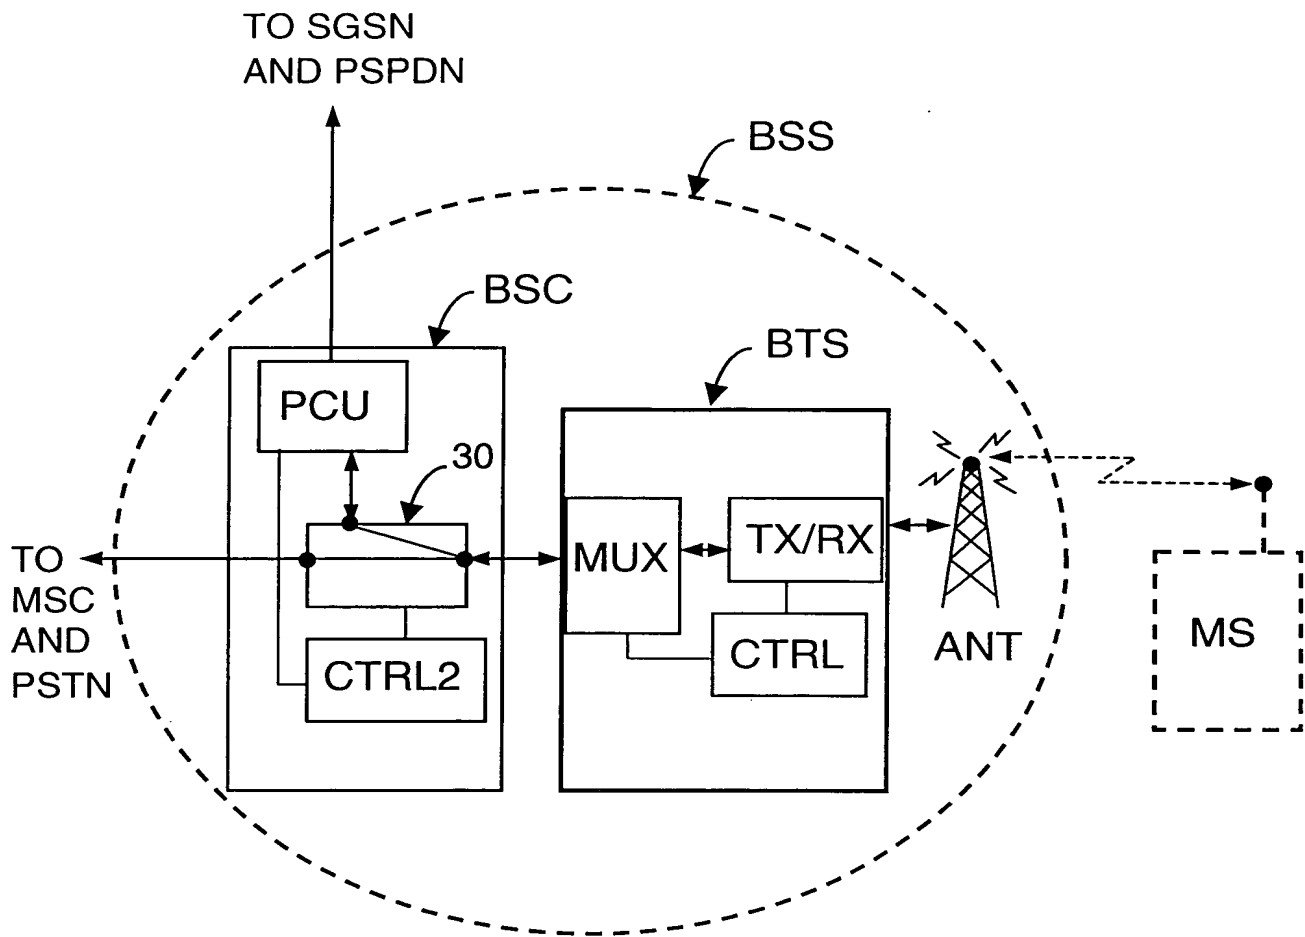 TO SGSN
AND PSPDN
BSS
BSC
BTS
PCU
30
TO
MSC
AND
PSTN
MUX
TX/RX
CTRL2
CTRL
ANT
MS